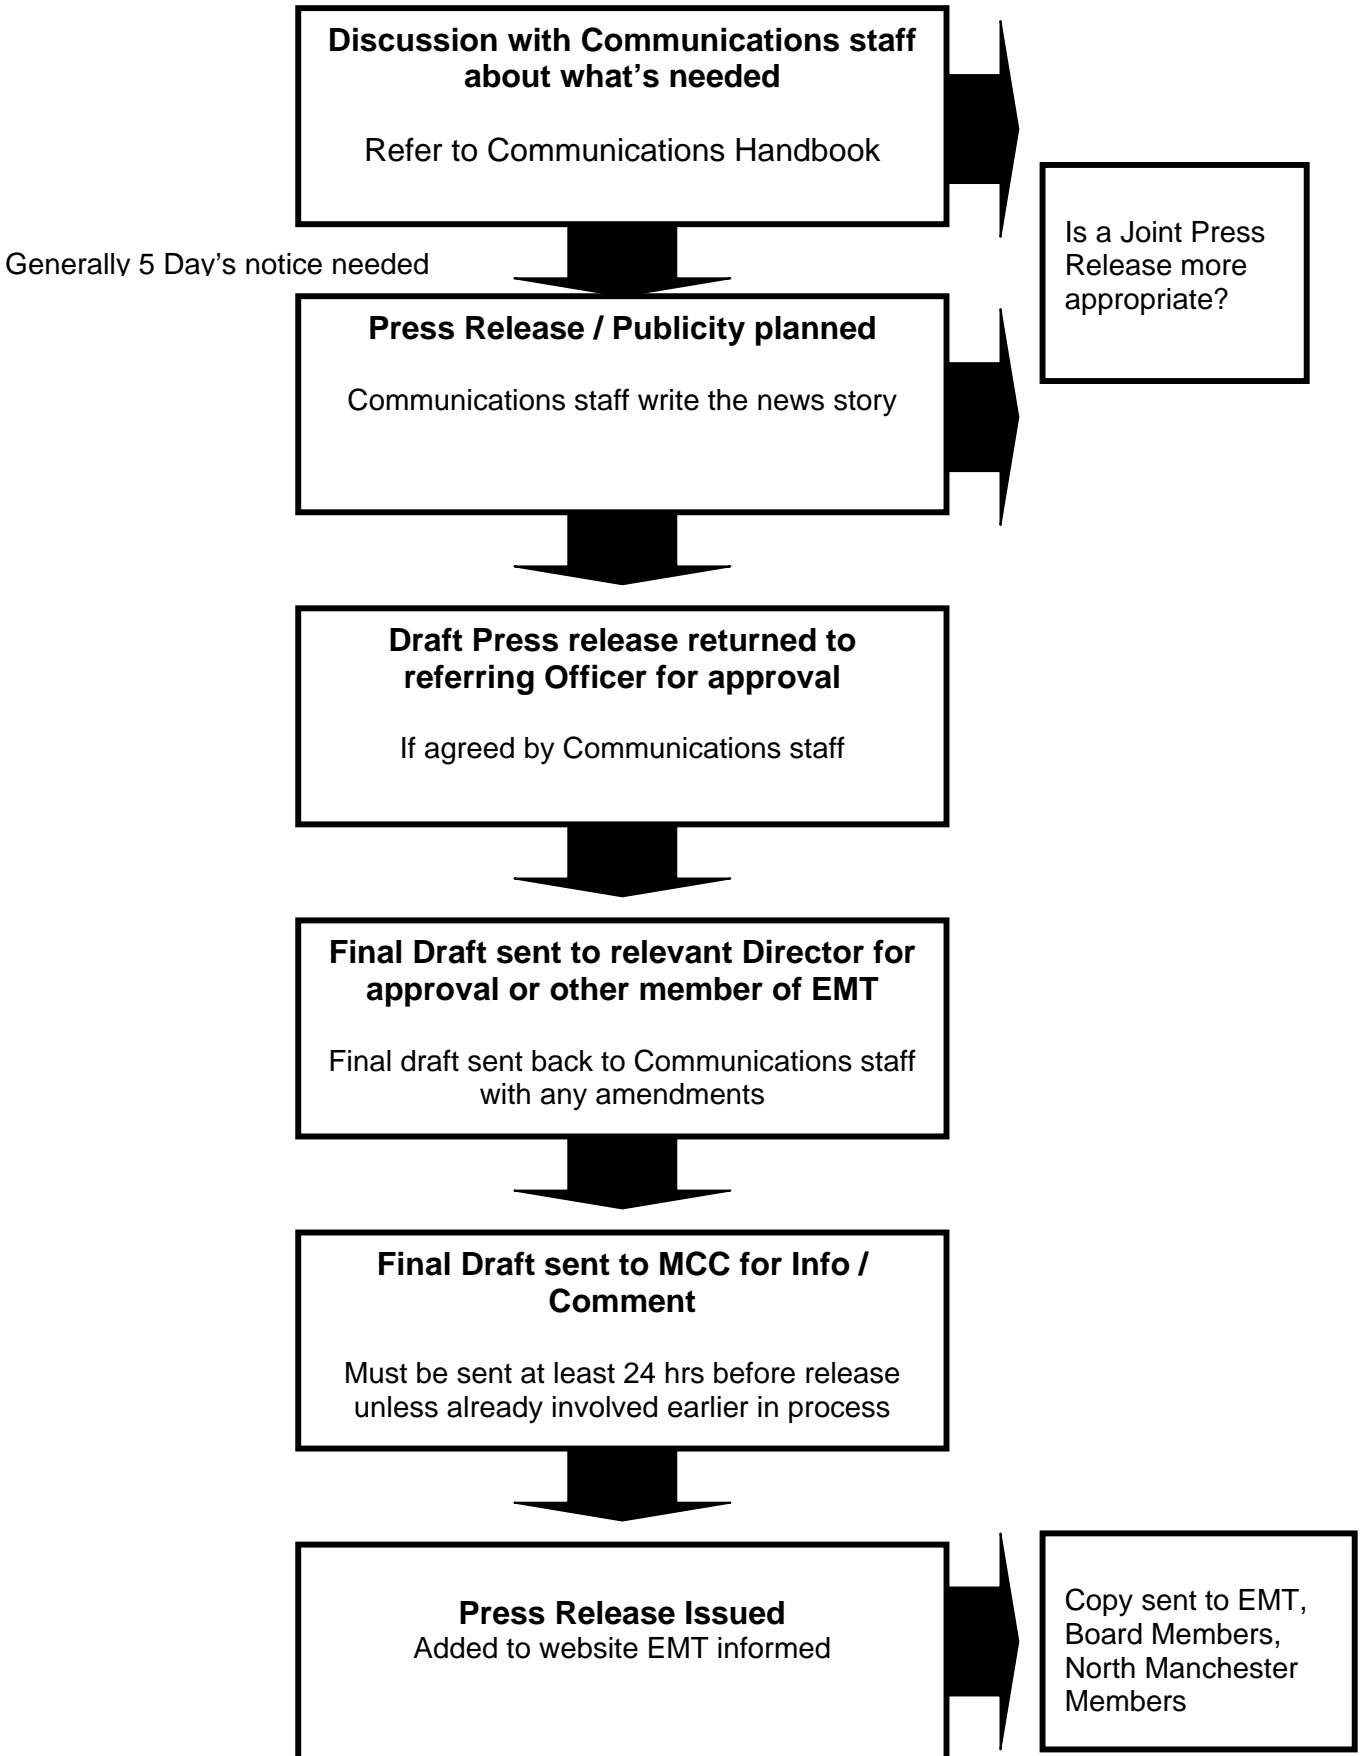 Discussion with Communications staff
about what's needed
Refer to Communications Handbook
Is a Joint Press
Release more
appropriate?
Generally 5 Day's notice needed
Press Release / Publicity planned
Communications staff write the news story
Draft Press release returned to
referring Officer for approval
If agreed by Communications staff
Final Draft sent to relevant Director for
approval or other member of EMT
Final draft sent back to Communications staff
with any amendments
Final Draft sent to MCC for Info /
Comment
Must be sent at least 24 hrs before release
unless already involved earlier in process
Press Release Issued
Added to website EMT informed
Copy sent to EMT,
Board Members,
North Manchester
Members